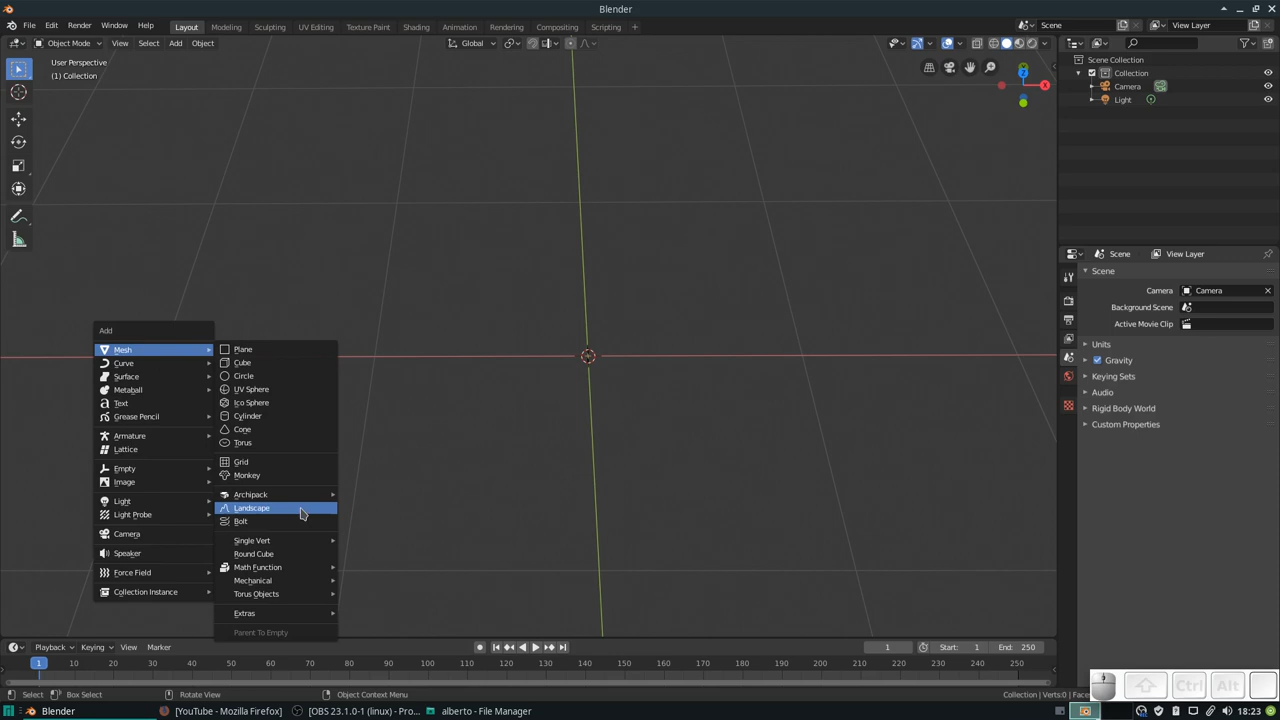 Blender
File Edit Render Window Help
Layout Modeling Sculpting UV Editing Texture Paint Shading Animation Rendering Compositing Scripting +
Scene
View Layer
Object Mode View Select Add Object
Global
User Perspective
(1) Collection
Z
X
Scene Collection
Collection
Camera
Light
Scene View Layer
Scene
Camera Camera
Background Scene
Active Movie Clip
Units
Gravity
Keying Sets
Audio
Rigid Body World
Custom Properties
Add
Mesh
Curve
Surface
Metaball
Text
Grease Pencil
Armature
Lattice
Empty
Image
Light
Light Probe
Camera
Speaker
Force Field
Collection Instance
Plane
Cube
Circle
UV Sphere
Ico Sphere
Cylinder
Cone
Torus
Grid
Monkey
Archipack
Landscape
Bolt
Single Vert
Round Cube
Math Function
Mechanical
Torus Objects
Extras
Parent To Empty
Playback Keying View Marker
1 Start: 1 End: 250
1 10 20 30 40 50 60 70 80 90 100 110 120 130 140 150 160 170 180 190 200 210 220 230 240 250
Select Box Select Rotate View Object Context Menu
Collection | Verts:0 | Face
Ctrl Alt
Blender [YouTube - Mozilla Firefox] [OBS 23.1.0-1 (linux) - Pro... alberto - File Manager 18:23